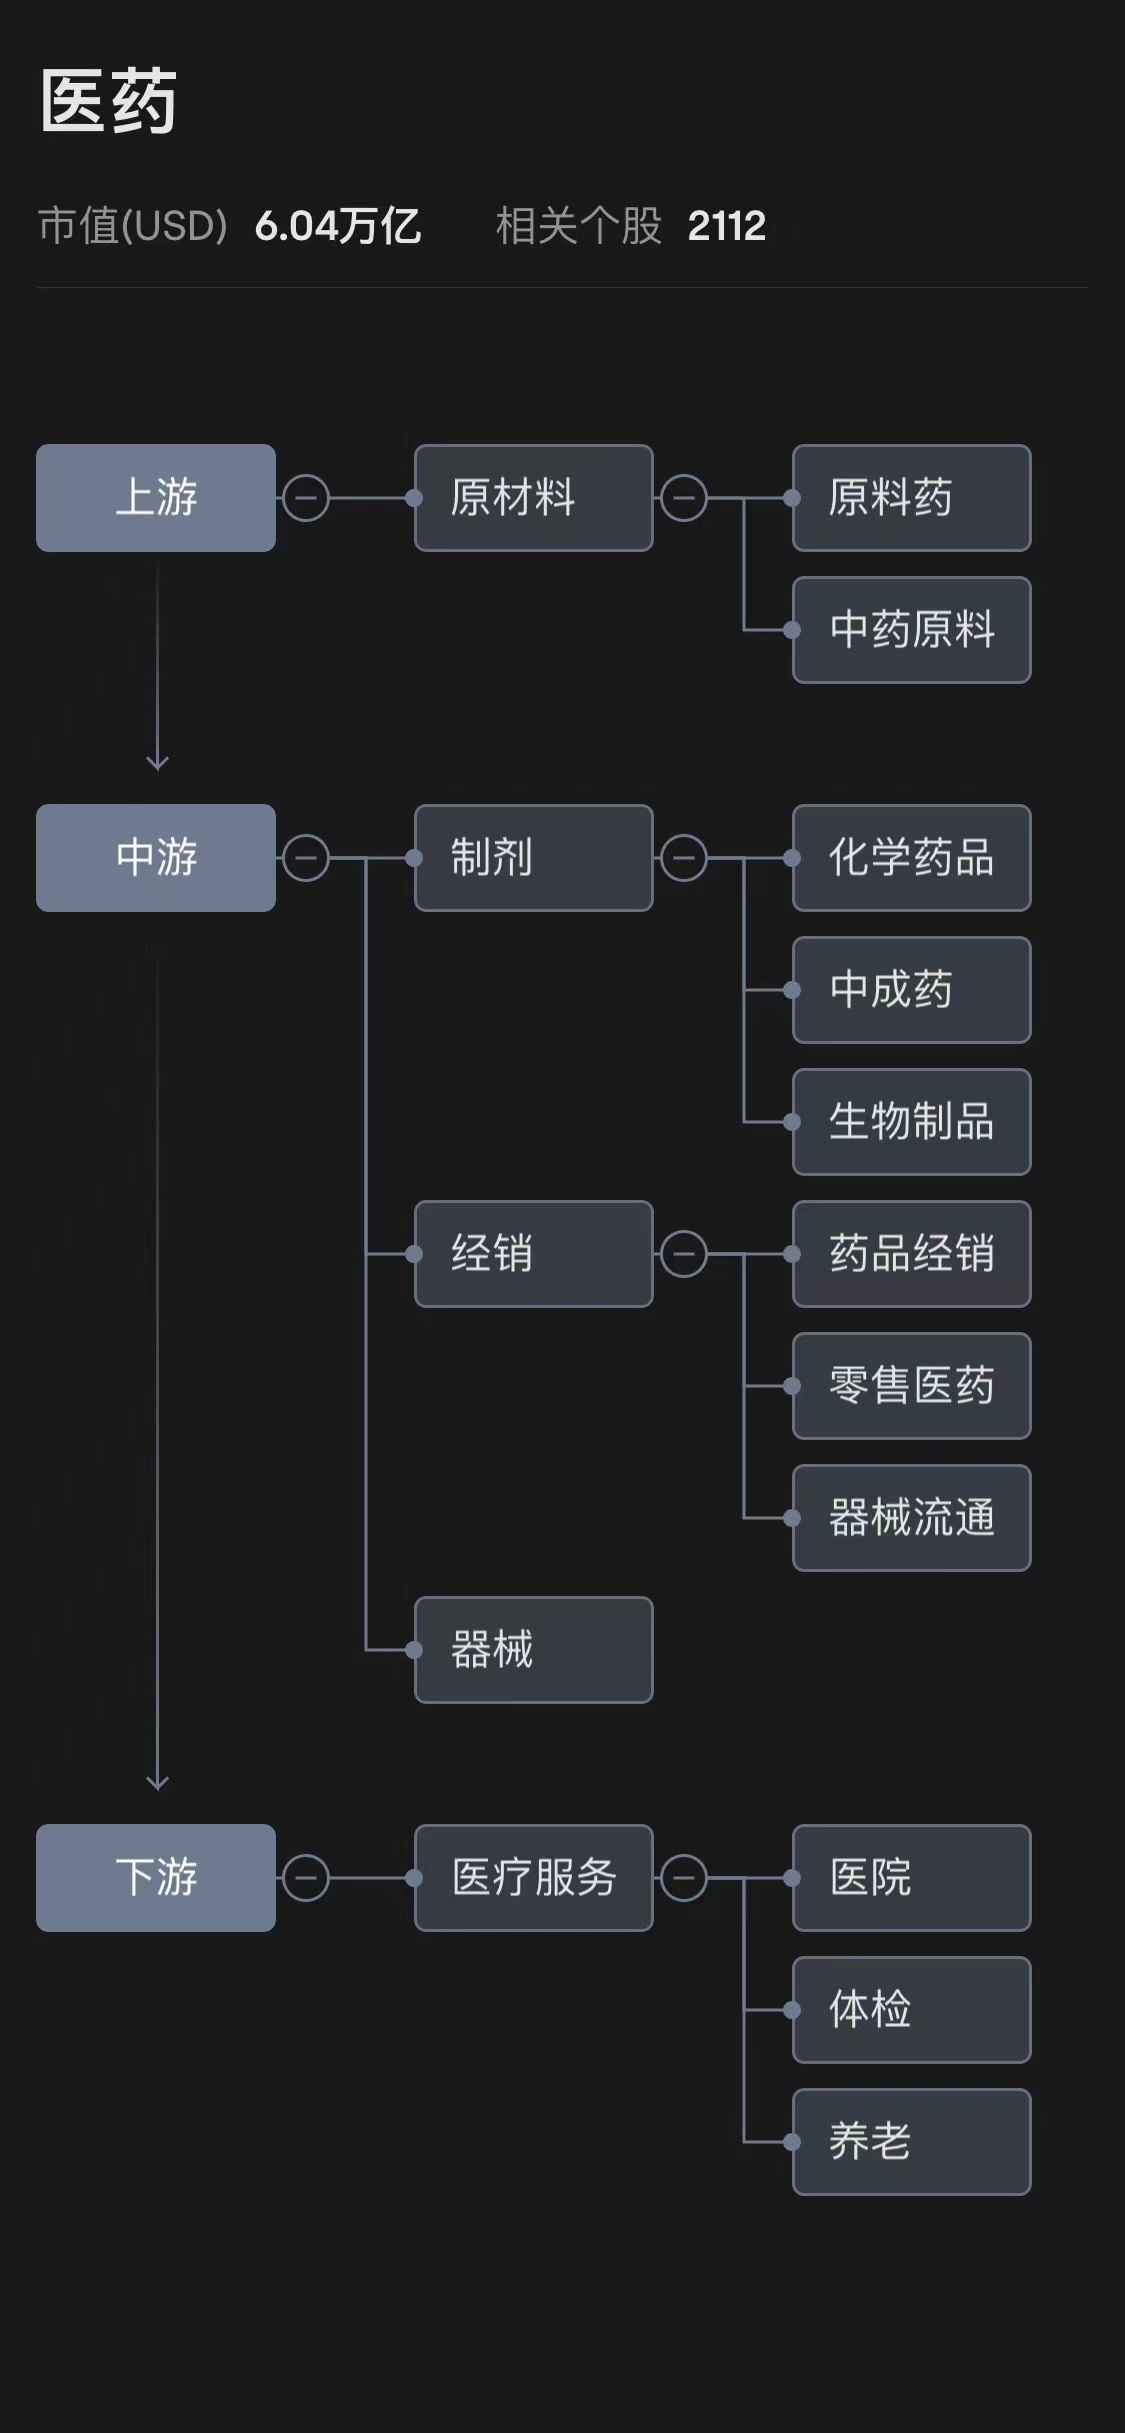 医药
市值(USD) 6.04万亿 相关个股 2112
上游 原材料 原料药
中药原料
中游 制剂 化学药品
中成药
生物制品
经销 药品经销
零售医药
器械流通
器械
下游 医疗服务 医院
体检
养老